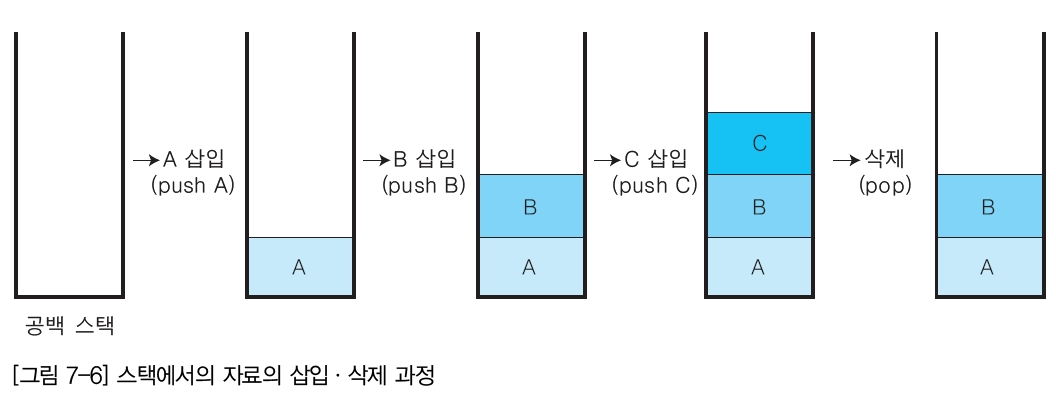 →A 삽입
(push A)
→B 삽입
(push B)
→C 삽입
(push C)
→삭제
(pop)
A
B
A
C
B
A
B
A
공백 스택
[그림 7-6] 스택에서의 자료의 삽입 · 삭제 과정